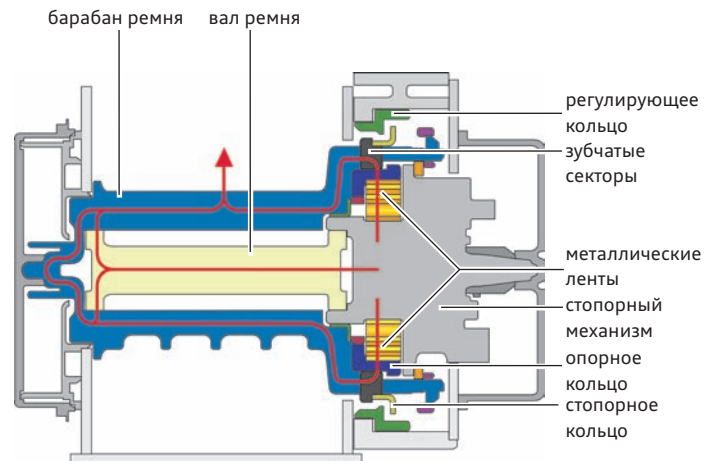 барабан ремня
вал ремня
регулирующее
кольцо
зубчатые
секторы
металлические
ленты
стопорный
механизм
опорное
кольцо
стопорное
кольцо